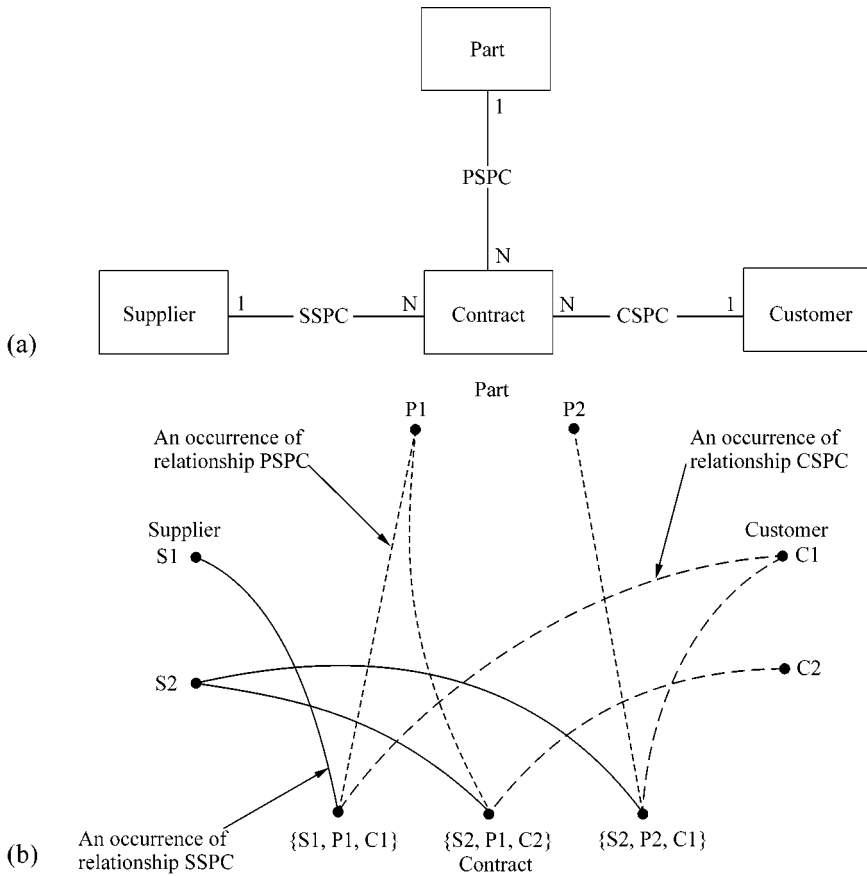 Part
1
PSPC
N
Supplier
1
SSPC
N
Contract
N
CSPC
1
Customer
(a)
Part
P1
P2
An occurrence of
relationship PSPC
An occurrence of
relationship CSPC
Supplier
S1
Customer
C1
S2
C2
An occurrence of
relationship SSPC
{S1, P1, C1}
{S2, P1, C2}
{S2, P2, C1}
Contract
(b)